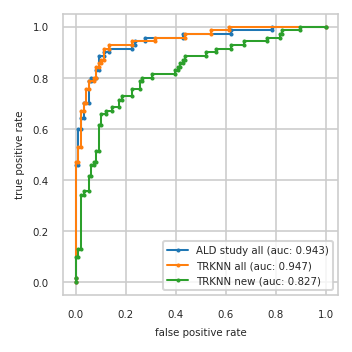 true positive rate
1.0
0.8
0.6
0.4
0.2
0.0
ALD study all (auc: 0.943)
TRKNN all (auc: 0.947)
TRKNN new (auc: 0.827)
0.0 0.2 0.4 0.6 0.8 1.0
false positive rate